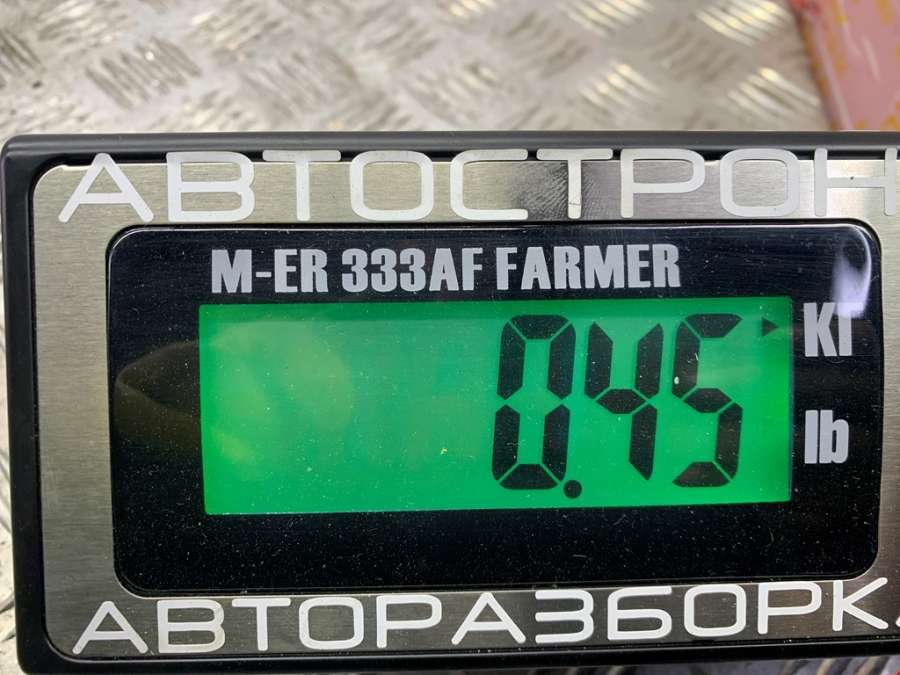 АВТОСТРОН
M-ER 333AF FARMER
0.45
КГ
lb
АВТОРАЗБОРКА